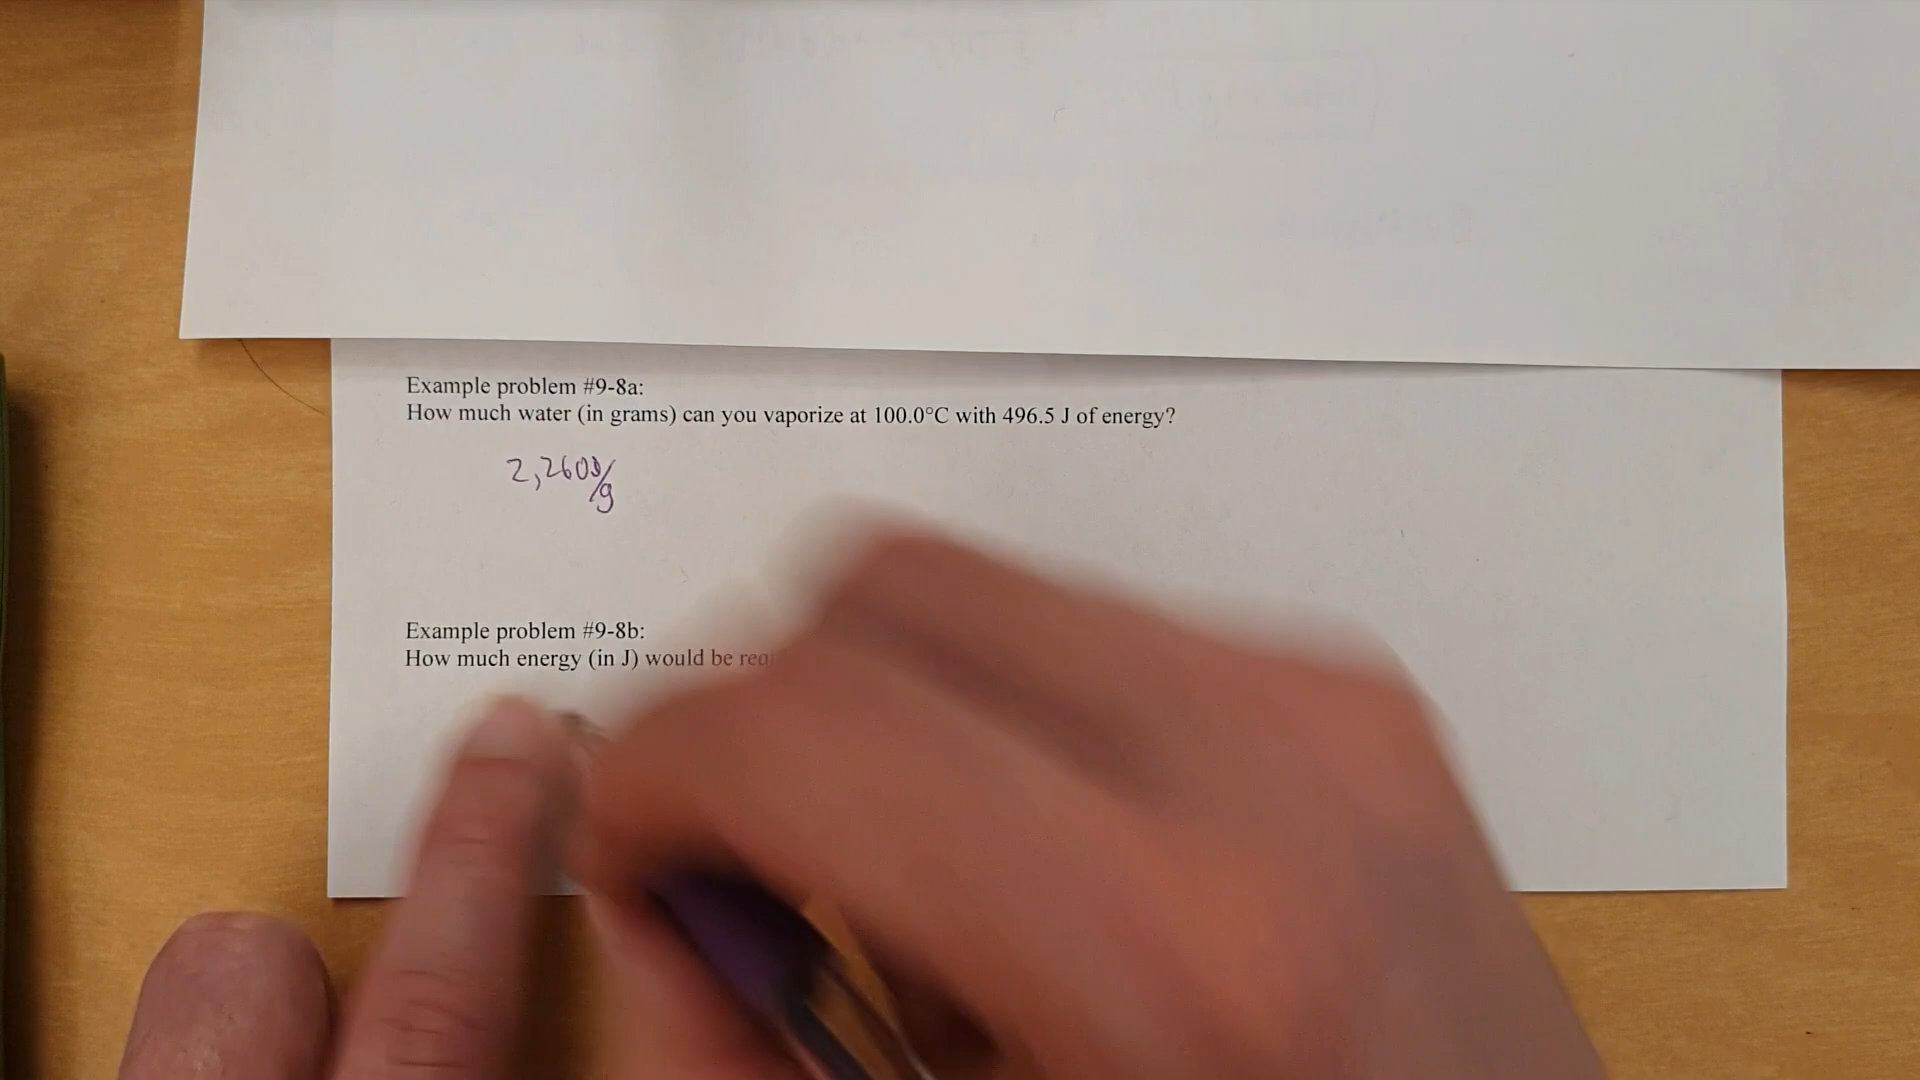 Example problem #9-8a:
How much water (in grams) can you vaporize at 100.0°C with 496.5 J of energy?
2,260J/g
Example problem #9-8b:
How much energy (in J) would be